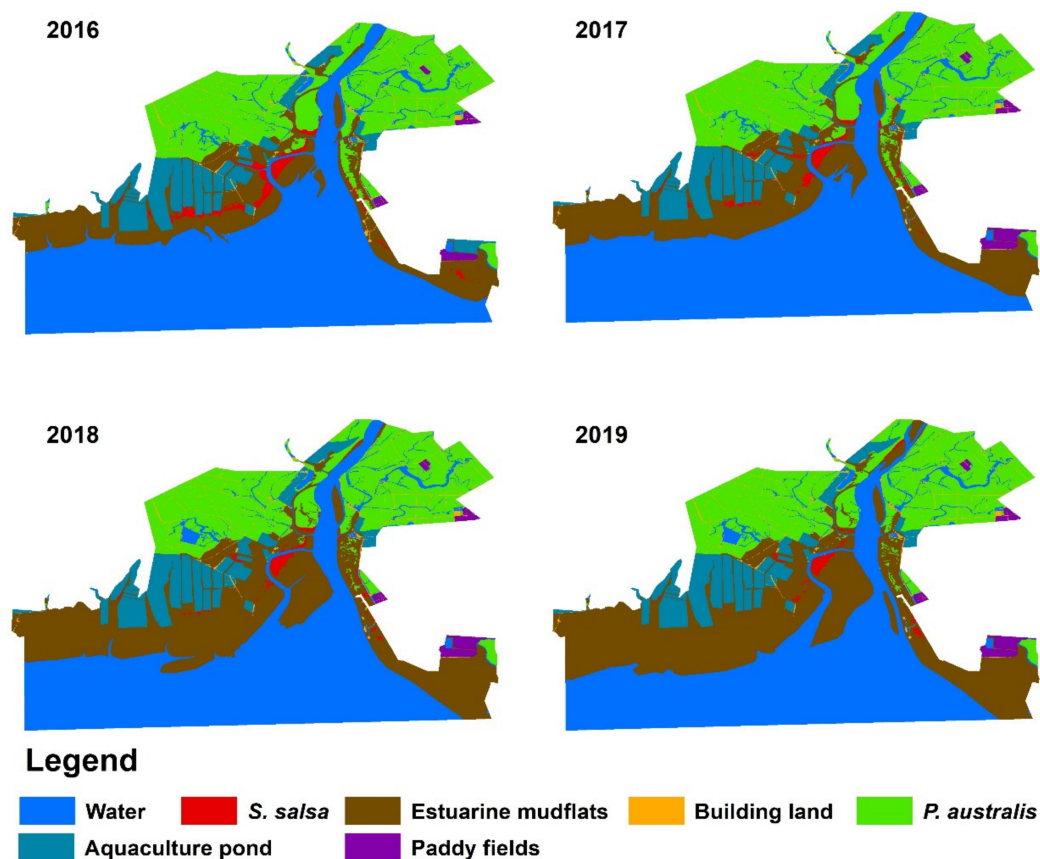 2016
2017
2018
2019
Legend
Water
S. salsa
Estuarine mudflats
Building land
P. australis
Aquaculture pond
Paddy fields